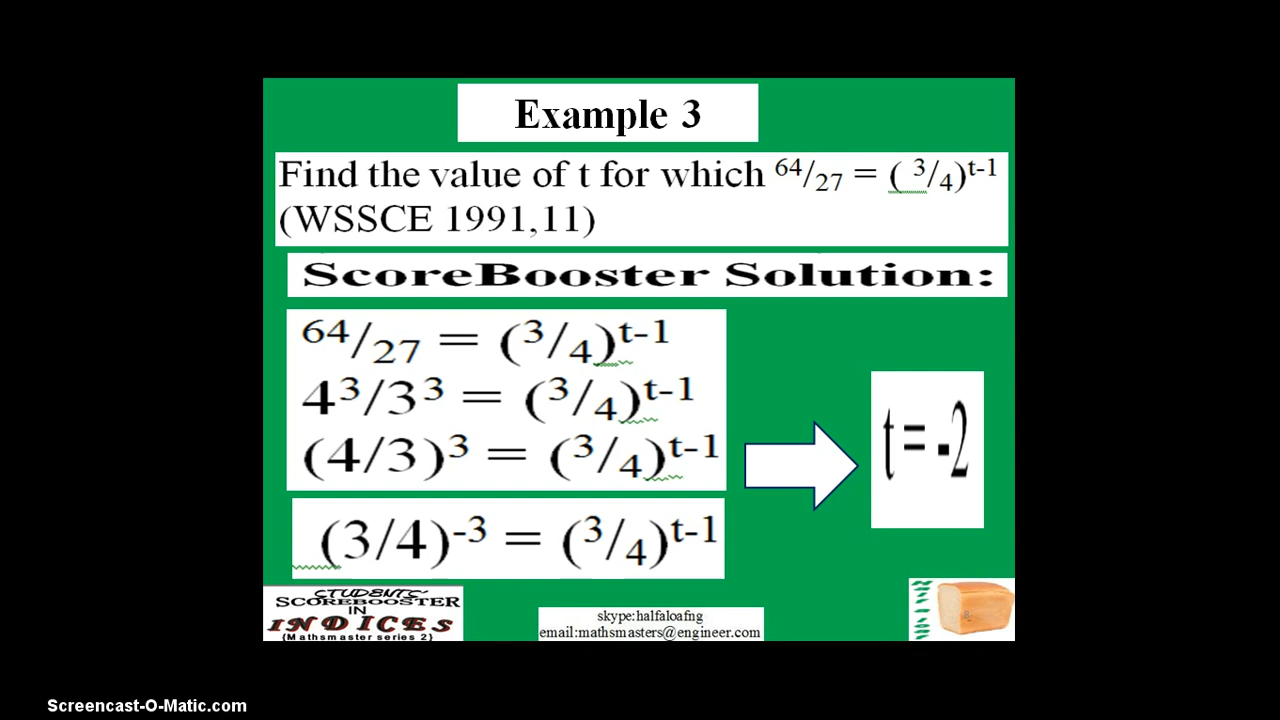 Example 3
Find the value of t for which ⁶⁴/₂₇ = ( ³/₄)ᵗ⁻¹
(WSSCE 1991,11)
ScoreBooster Solution:
⁶⁴/₂₇ = (³/₄)ᵗ⁻¹
4³/3³ = (³/₄)ᵗ⁻¹
(4/3)³ = (³/₄)ᵗ⁻¹
t = -2
(3/4)⁻³ = (³/₄)ᵗ⁻¹
STUDENTS
SCOREBOOSTER
IN
INDICES
{Mathsmaster series 2}
skype:halfaloafng
email:mathsmasters@engineer.com
Screencast-O-Matic.com